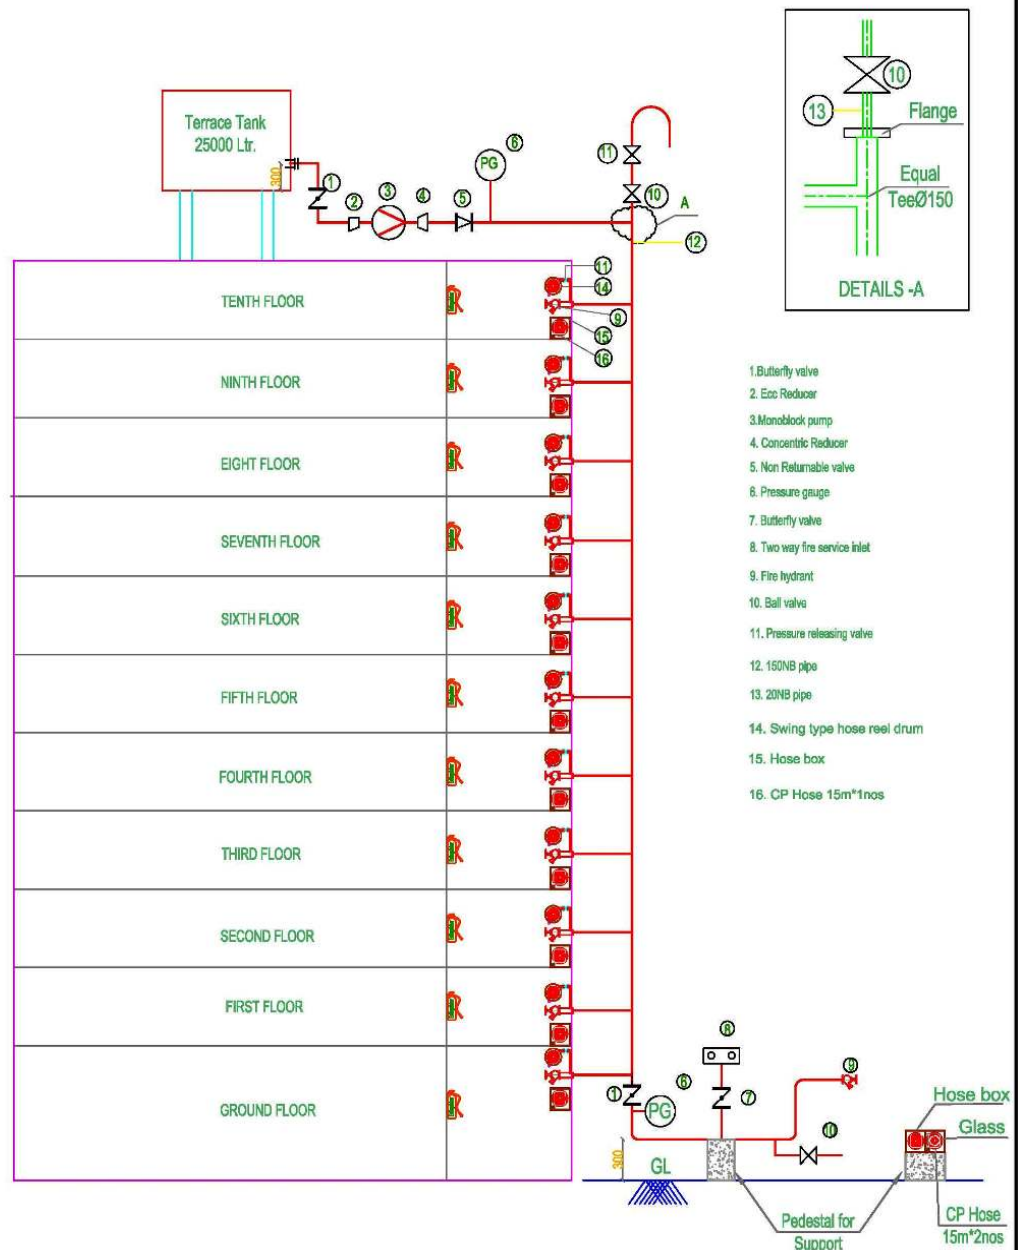 Terrace Tank
25000 Ltr.
300
1
2
3
4
5
PG
6
11
10
A
12
10
13
Flange
Equal
TeeØ150
DETAILS -A
TENTH FLOOR
11
14
9
15
16
NINTH FLOOR
EIGHT FLOOR
SEVENTH FLOOR
SIXTH FLOOR
FIFTH FLOOR
FOURTH FLOOR
THIRD FLOOR
SECOND FLOOR
FIRST FLOOR
GROUND FLOOR
1.Butterfly valve
2. Ecc Reducer
3.Monoblock pump
4. Concentric Reducer
5. Non Returnable valve
6. Pressure gauge
7. Butterfly valve
8. Two way fire service inlet
9. Fire hydrant
10. Ball valve
11. Pressure releasing valve
12. 150NB pipe
13. 20NB pipe
14. Swing type hose reel drum
15. Hose box
16. CP Hose 15m*1nos
8
1
6
PG
7
9
10
300
GL
Hose box
Glass
Pedestal for
Support
CP Hose
15m*2nos